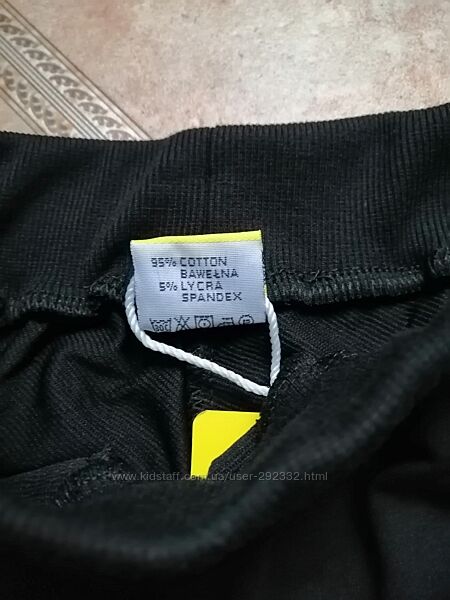 95% COTTON
BAWEŁNA
5% LYCRA
SPANDEX
www.kidstaff.com.ua/user-292332.html